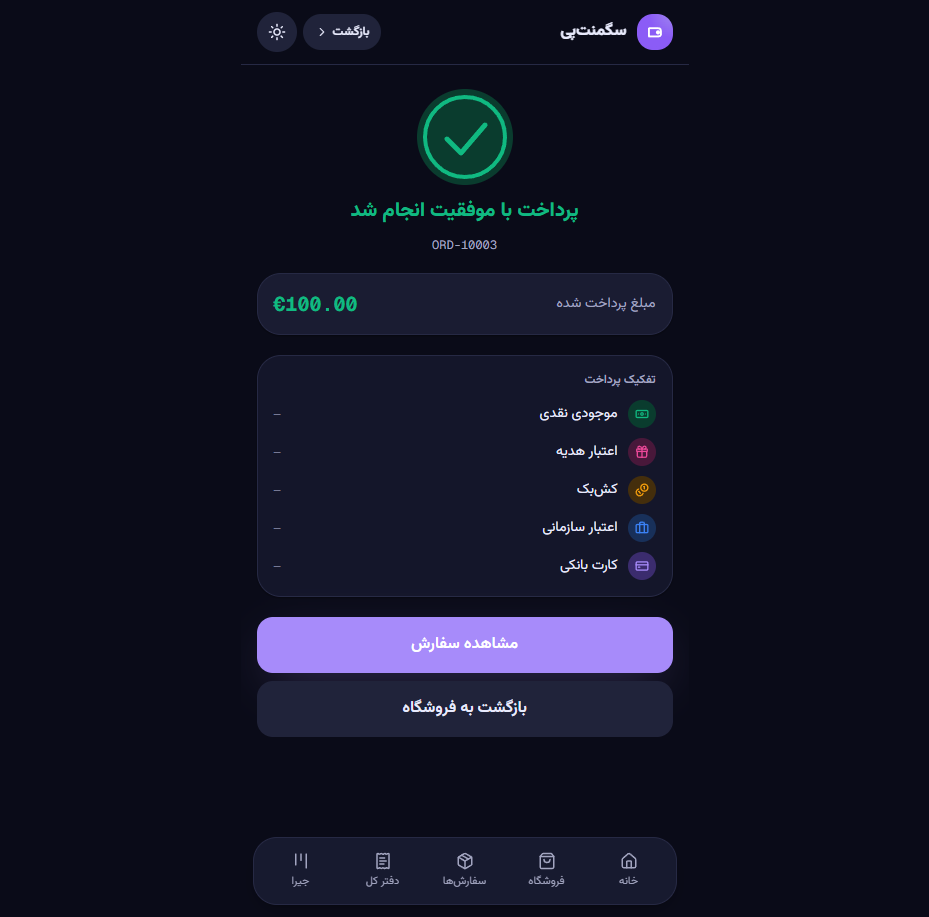 سگمنت‌پی
بازگشت
پرداخت با موفقیت انجام شد
ORD-10003
مبلغ پرداخت شده
€100.00
تفکیک پرداخت
موجودی نقدی –
اعتبار هدیه –
کش‌بک –
اعتبار سازمانی –
کارت بانکی –
مشاهده سفارش
بازگشت به فروشگاه
خانه
فروشگاه
سفارش‌ها
دفتر کل
جیرا